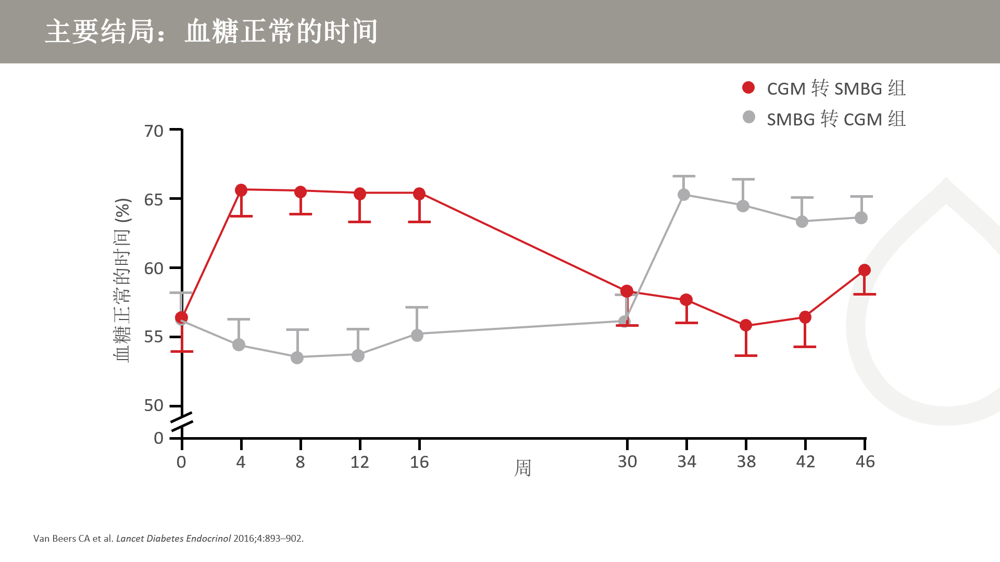 主要结局：血糖正常的时间
CGM 转 SMBG 组
SMBG 转 CGM 组
血糖正常的时间 (%)
70
65
60
55
50
0
0 4 8 12 16 30 34 38 42 46
周
Van Beers CA et al. Lancet Diabetes Endocrinol 2016;4:893–902.